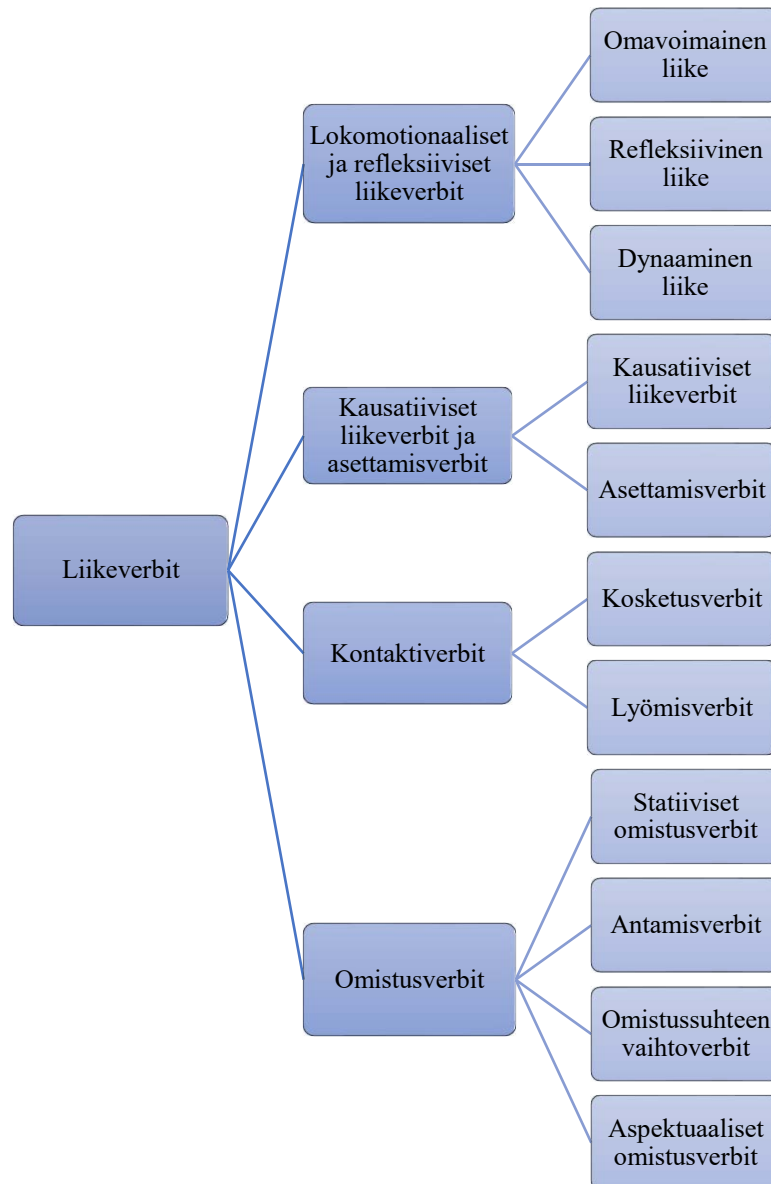 Liikeverbit
Lokomotionaaliset
ja refleksiiviset
liikeverbit
Omavoimainen
liike
Refleksiivinen
liike
Dynaaminen
liike
Kausatiiviset
liikeverbit ja
asettamisverbit
Kausatiiviset
liikeverbit
Asettamisverbit
Kontaktiverbit
Kosketusverbit
Lyömisverbit
Omistusverbit
Statiiviset
omistusverbit
Antamisverbit
Omistussuhteen
vaihtoverbit
Aspektuaaliset
omistusverbit